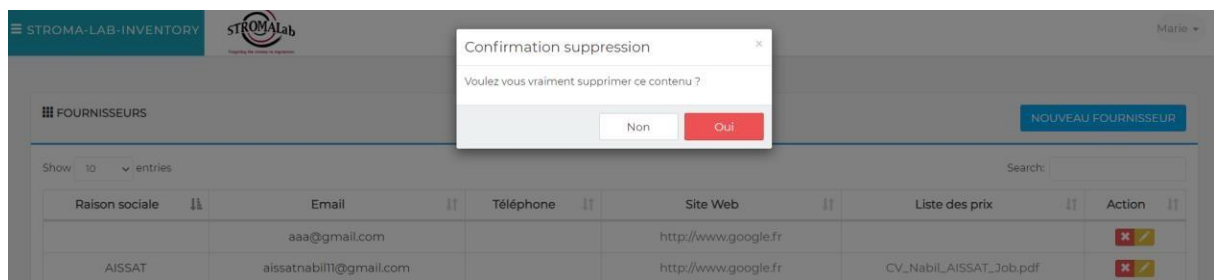 STROMA-LAB-INVENTORY STROMALab Marie
Confirmation suppression ×
Voulez vous vraiment supprimer ce contenu ?
Non Oui
FOURNISSEURS NOUVEAU FOURNISSEUR
Show 10 entries Search:
Raison sociale Email Téléphone Site Web Liste des prix Action
aaa@gmail.com http://www.google.fr
AISSAT aissatnabil11@gmail.com http://www.google.fr CV_Nabil_AISSAT_Job.pdf